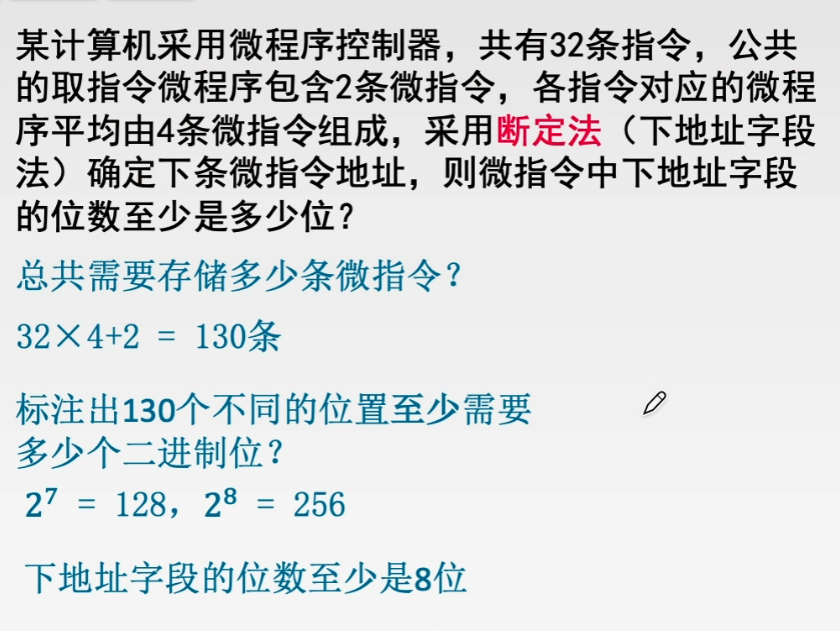 某计算机采用微程序控制器，共有32条指令，公共
的取指令微程序包含2条微指令，各指令对应的微程
序平均由4条微指令组成，采用断定法（下地址字段
法）确定下条微指令地址，则微指令中下地址字段
的位数至少是多少位？
总共需要存储多少条微指令？
32×4+2 = 130条
标注出130个不同的位置至少需要
多少个二进制位？
2⁷ = 128，2⁸ = 256
下地址字段的位数至少是8位